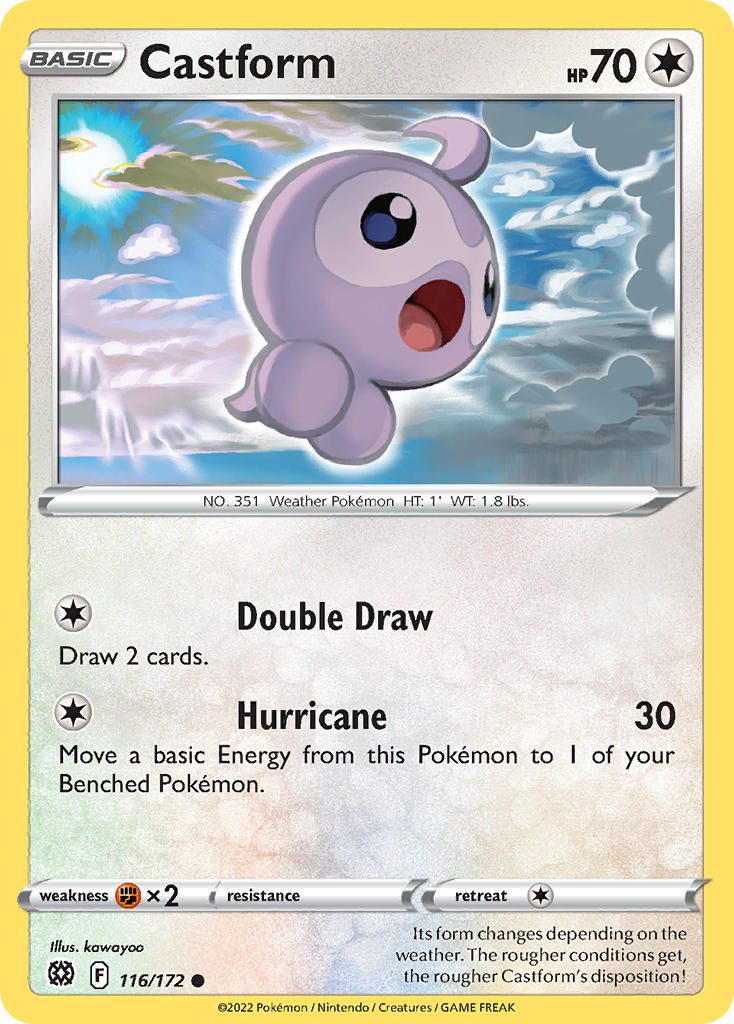 BASIC Castform HP 70
NO. 351 Weather Pokémon HT: 1' WT: 1.8 lbs.
Double Draw
Draw 2 cards.
Hurricane 30
Move a basic Energy from this Pokémon to 1 of your
Benched Pokémon.
weakness ×2 resistance retreat
Illus. kawayoo
F 116/172
Its form changes depending on the
weather. The rougher conditions get,
the rougher Castform's disposition!
©2022 Pokémon / Nintendo / Creatures / GAME FREAK